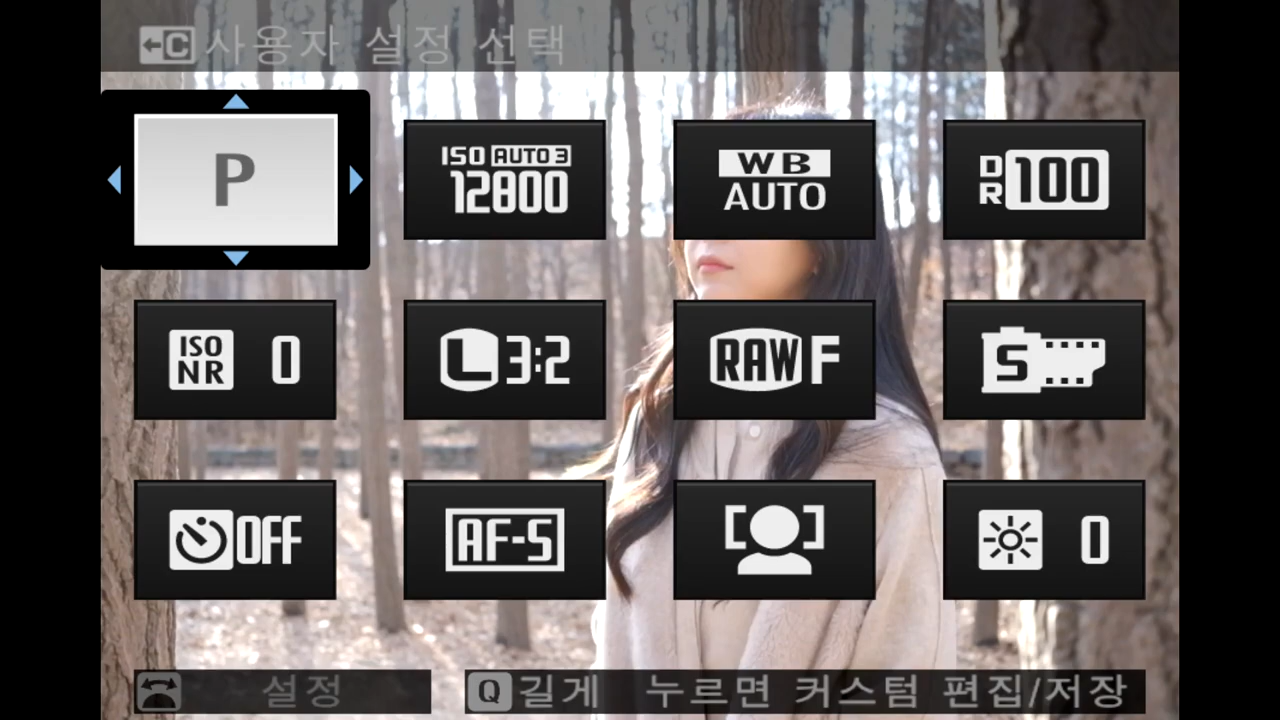 C 사용자 설정 선택
P
ISO AUTO 3
12800
WB
AUTO
DR 100
ISO NR 0
L 3:2
RAW F
S
OFF
AF-S
0
설정
Q 길게 누르면 커스텀 편집/저장